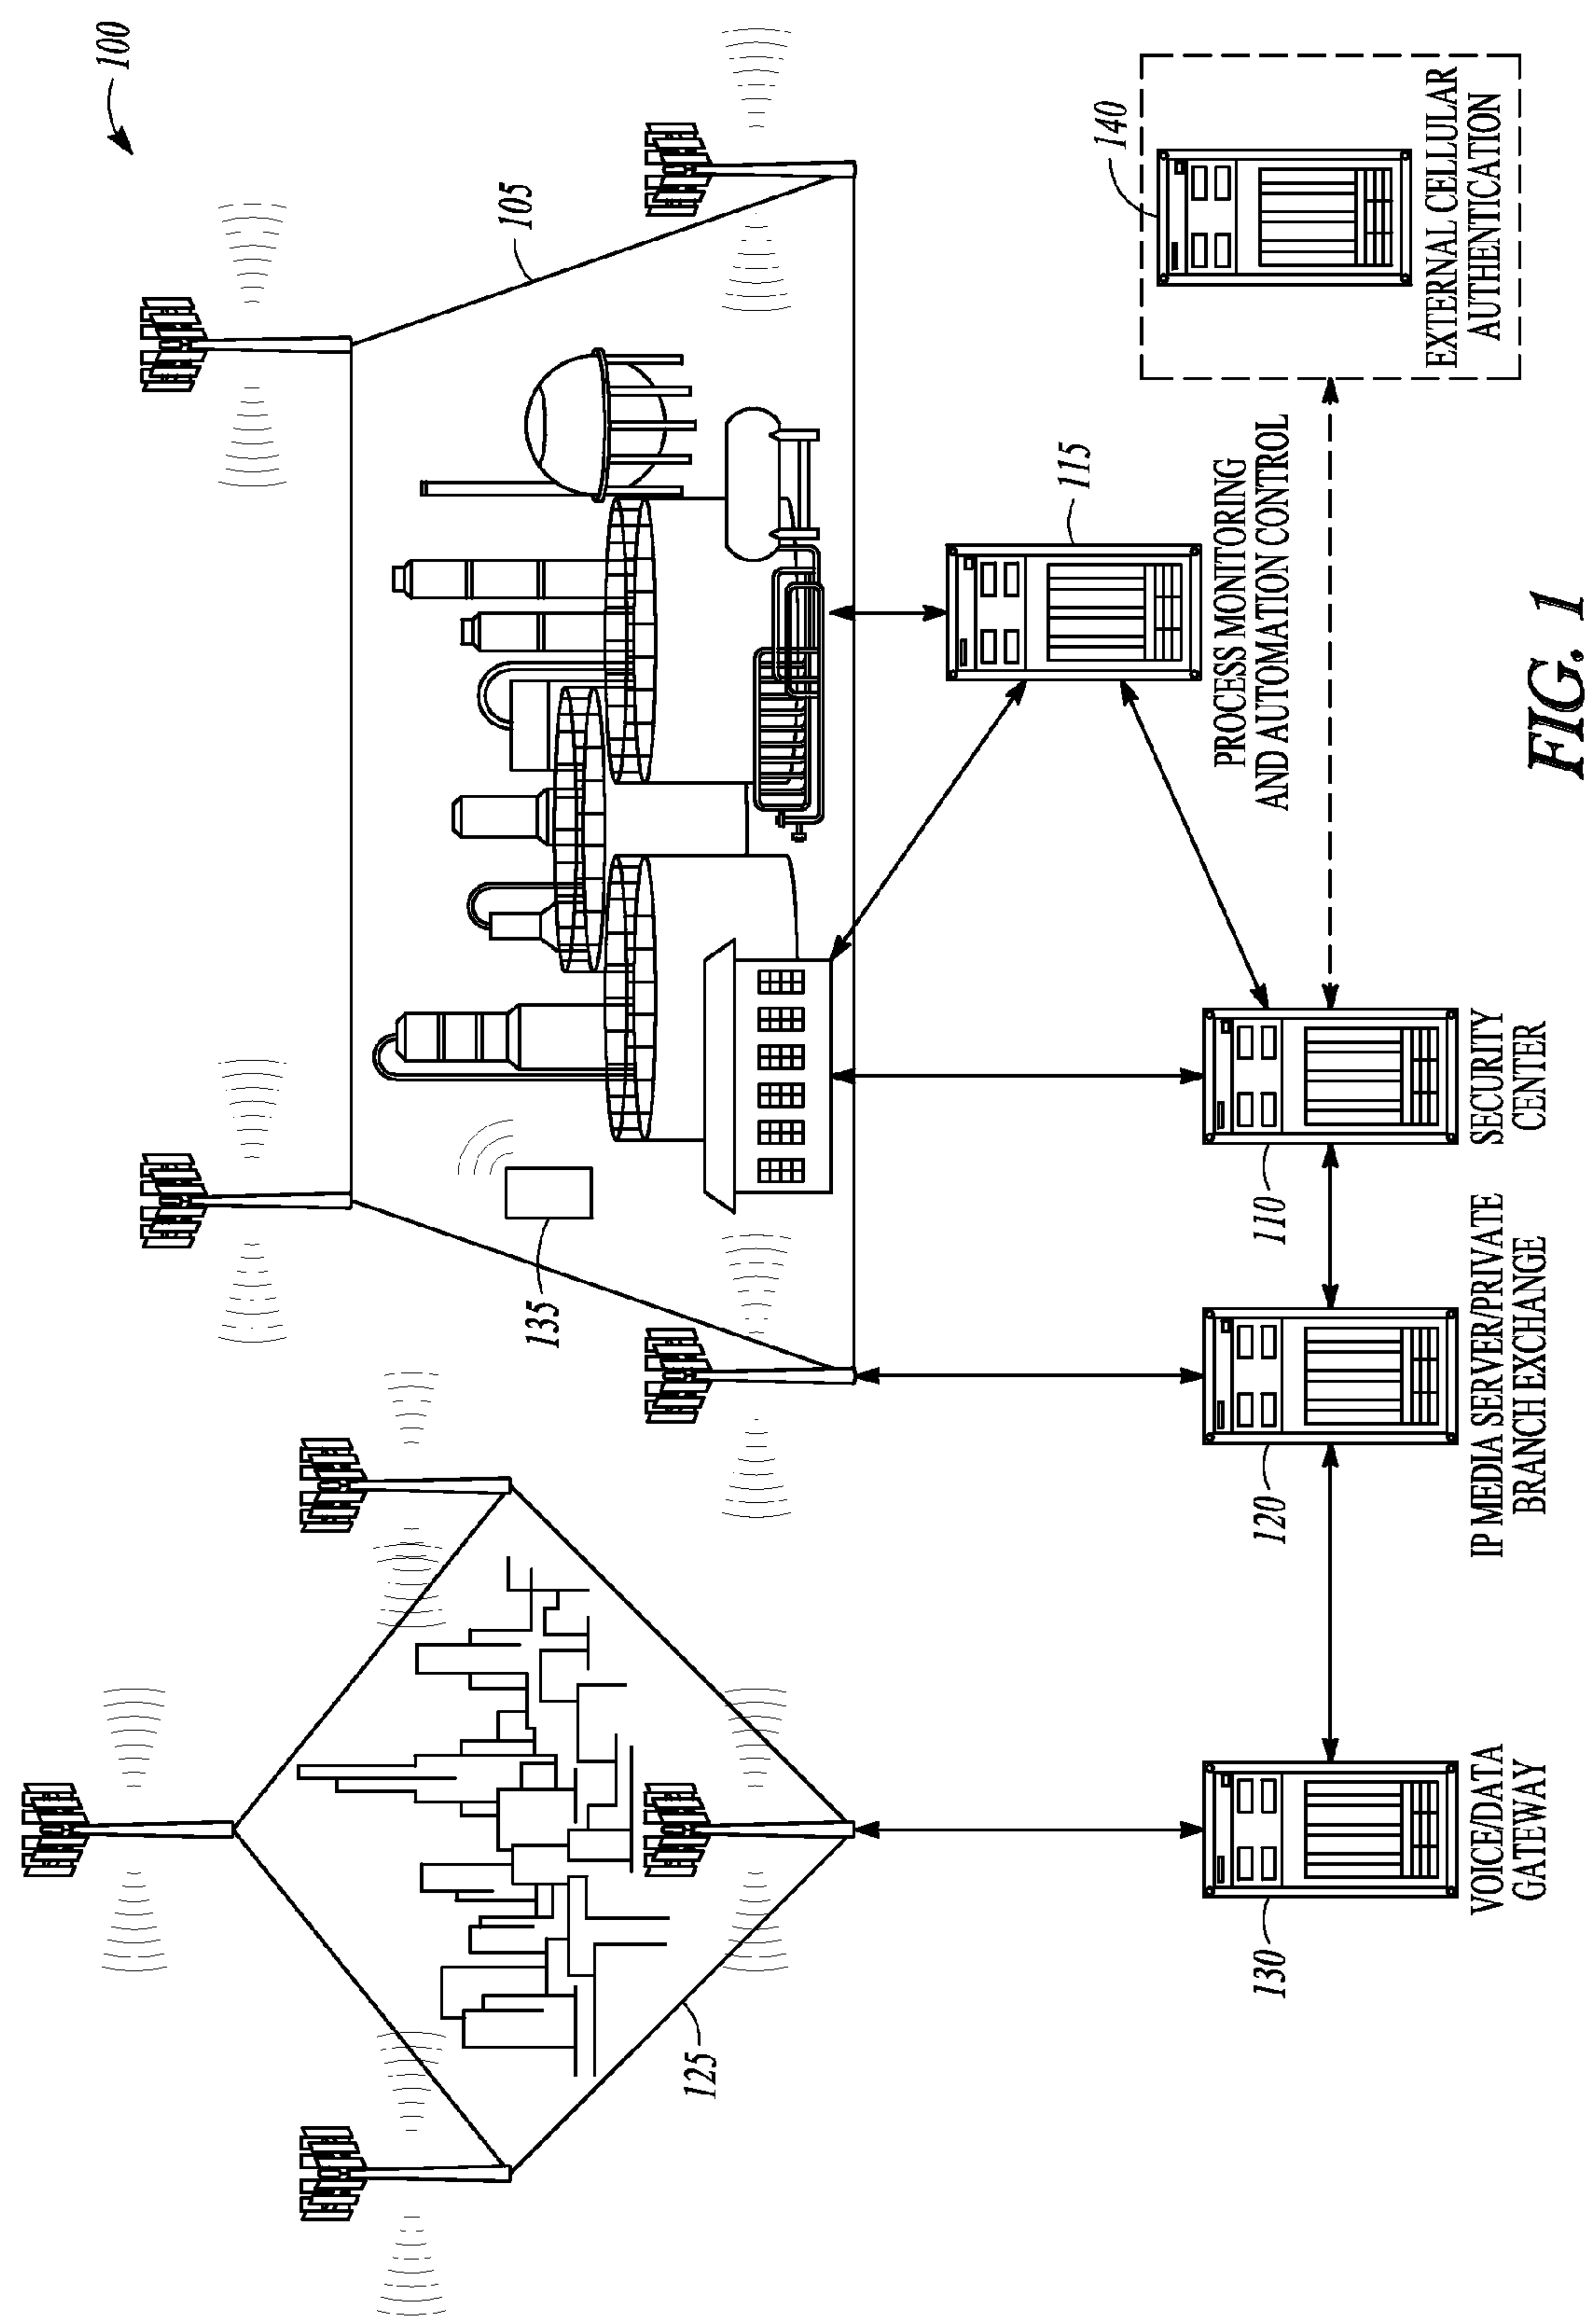 100
105
135
125
140
EXTERNAL CELLULAR
AUTHENTICATION
115
PROCESS MONITORING
AND AUTOMATION CONTROL
130
VOICE/DATA
GATEWAY
120
IP MEDIA SERVER/PRIVATE
BRANCH EXCHANGE
110
SECURITY
CENTER
FIG. 1